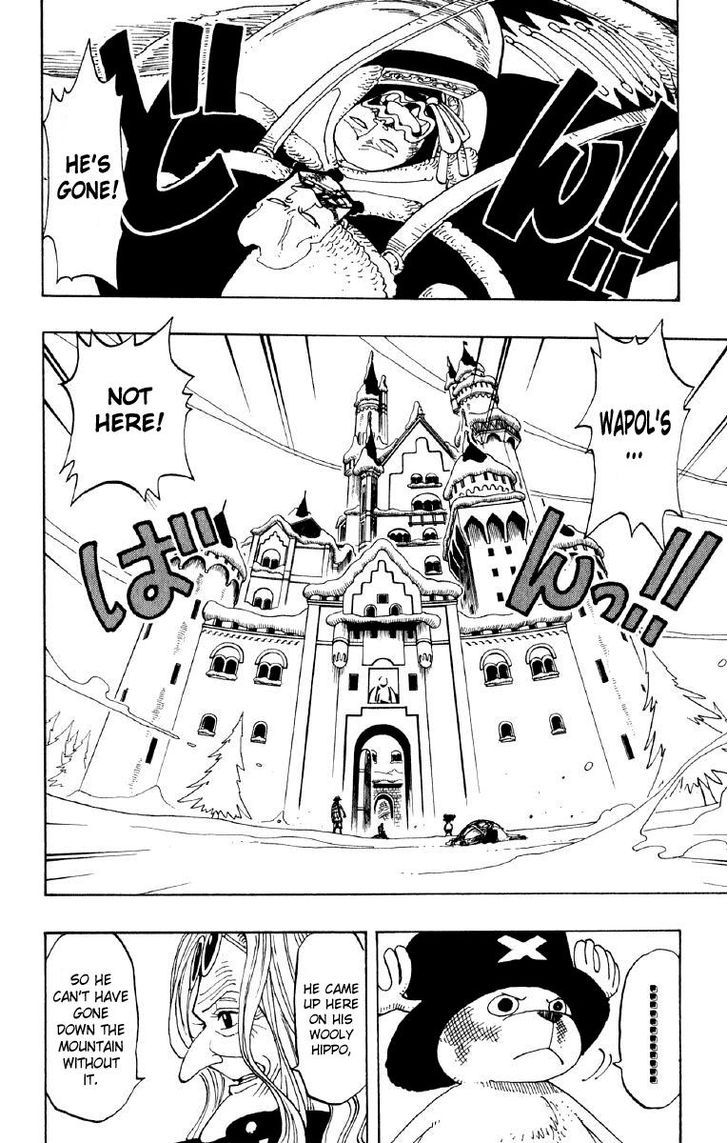 HE'S
GONE!
どん!!
WAPOL'S
...
NOT
HERE!
ばんっ!!
HE CAME
UP HERE
ON HIS
WOOLY
HIPPO,
SO HE
CAN'T HAVE
GONE
DOWN THE
MOUNTAIN
WITHOUT
IT.